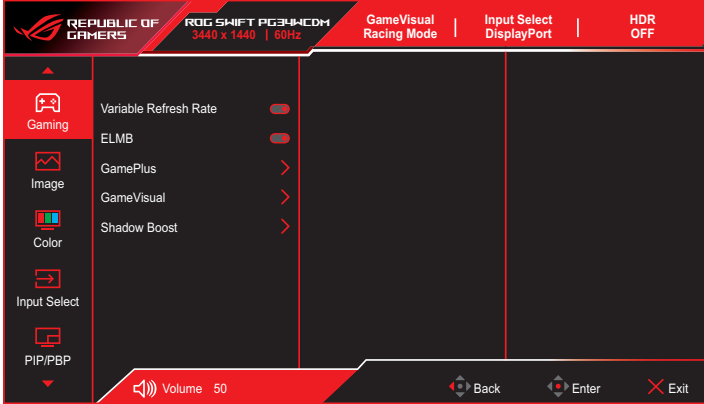 REPUBLIC OF
GAMERS
ROG SWIFT PG34WCDM
3440 x 1440 | 60Hz
GameVisual
Racing Mode
Input Select
DisplayPort
HDR
OFF
Gaming
Image
Color
Input Select
PIP/PBP
Variable Refresh Rate
ELMB
GamePlus
GameVisual
Shadow Boost
Volume 50
Back
Enter
Exit